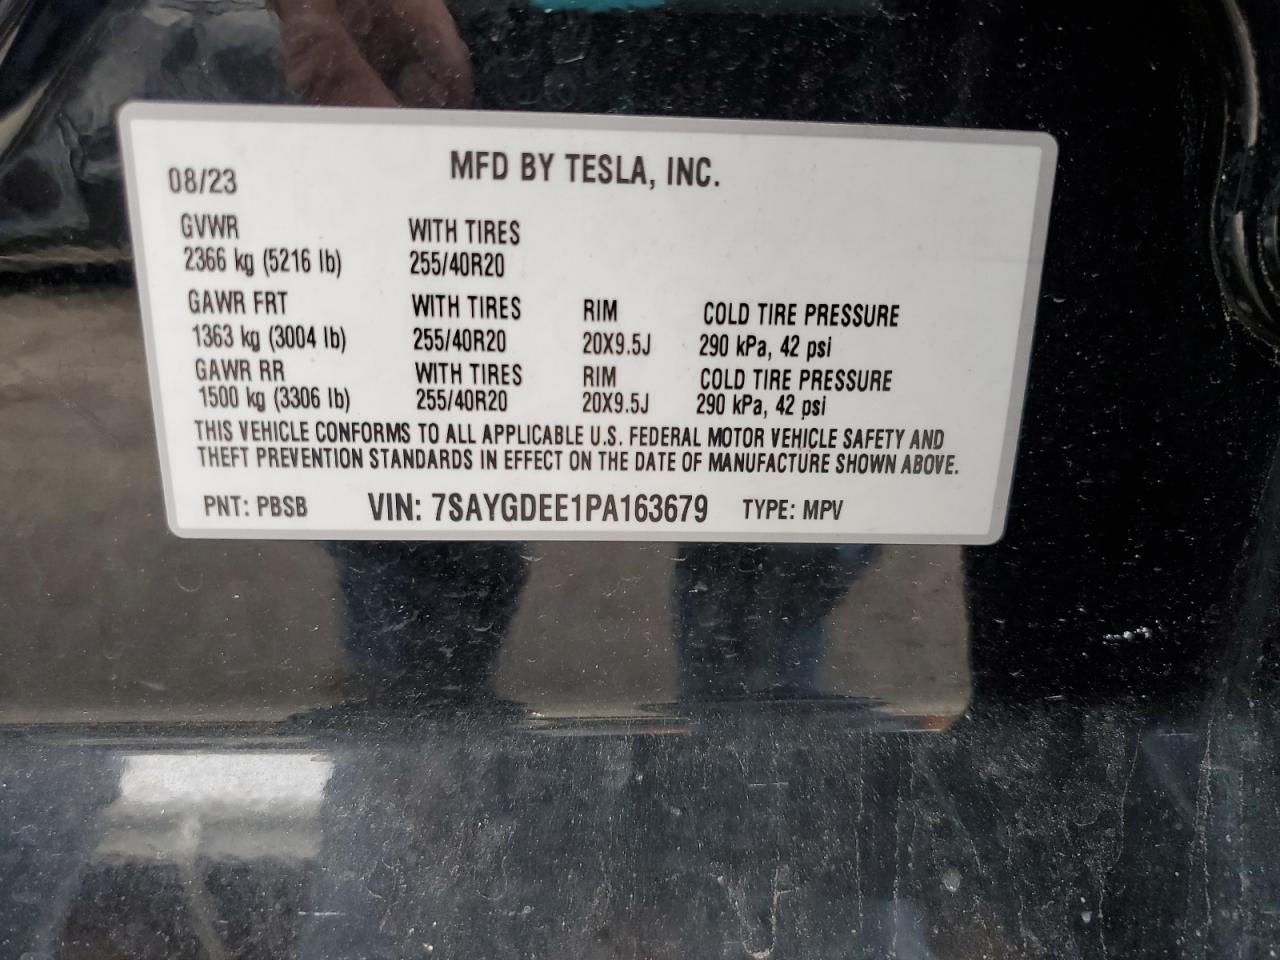 MFD BY TESLA, INC.
08/23
GVWR WITH TIRES
2366 kg (5216 lb) 255/40R20
GAWR FRT WITH TIRES RIM COLD TIRE PRESSURE
1363 kg (3004 lb) 255/40R20 20X9.5J 290 kPa, 42 psi
GAWR RR WITH TIRES RIM COLD TIRE PRESSURE
1500 kg (3306 lb) 255/40R20 20X9.5J 290 kPa, 42 psi
THIS VEHICLE CONFORMS TO ALL APPLICABLE U.S. FEDERAL MOTOR VEHICLE SAFETY AND
THEFT PREVENTION STANDARDS IN EFFECT ON THE DATE OF MANUFACTURE SHOWN ABOVE.
PNT: PBSB VIN: 7SAYGDEE1PA163679 TYPE: MPV